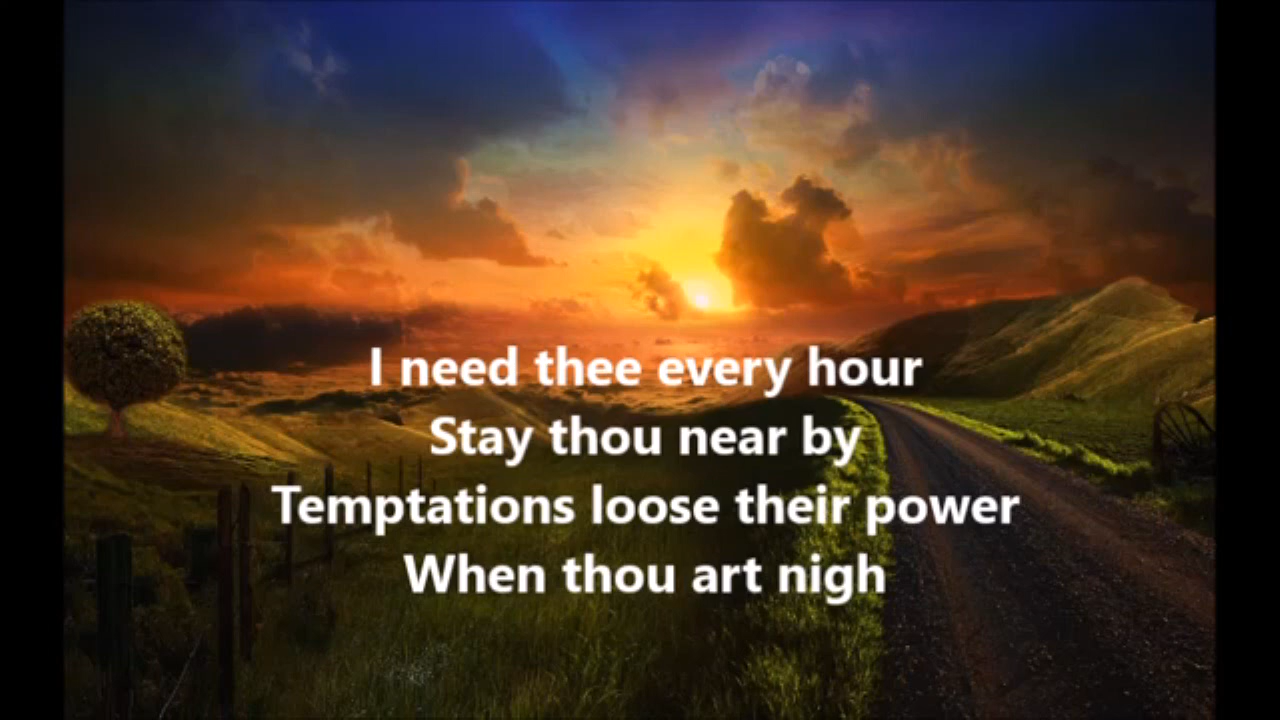 I need thee every hour
Stay thou near by
Temptations loose their power
When thou art nigh